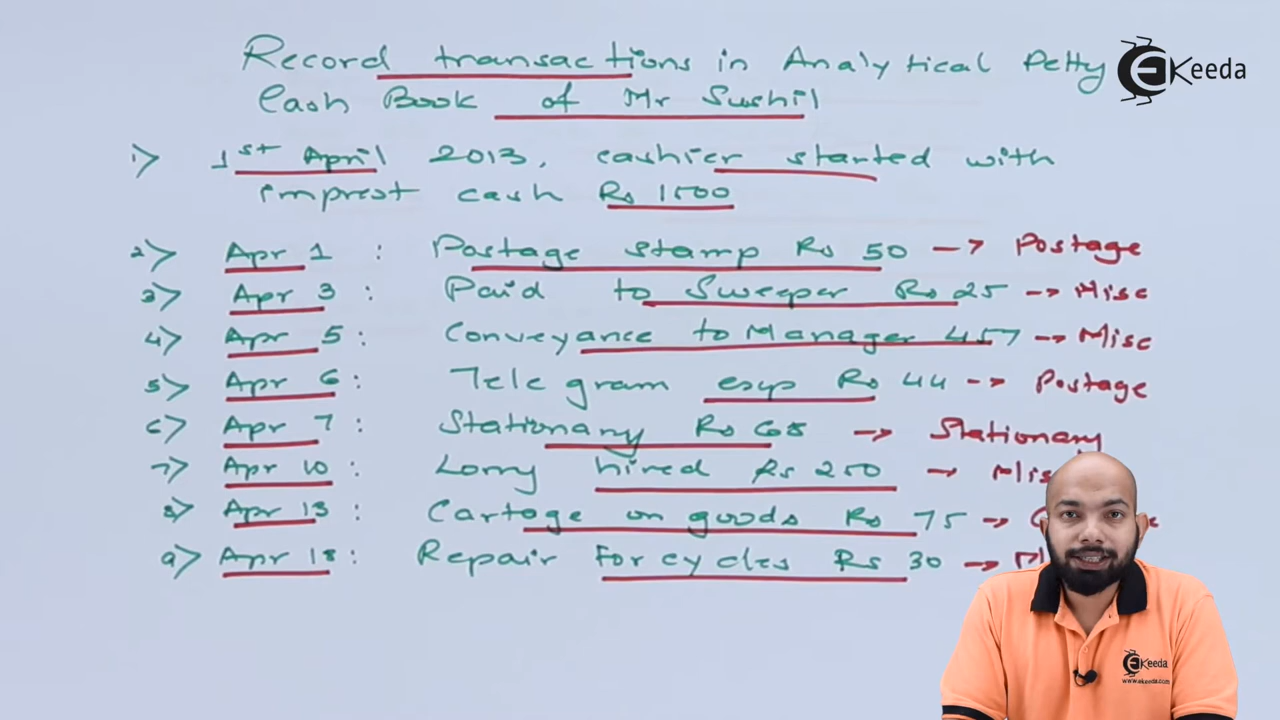 Record transactions in Analytical Petty
Cash Book of Mr Sushil
1) 1st April 2013, cashier started with
imprest cash Rs 1500
2) Apr 1 : Postage stamp Rs 50 → Postage
3) Apr 3 : Paid to Sweeper Rs 25 → Misc
4) Apr 5 : Conveyance to Manager 457 → Misc
5) Apr 6 : Telegram exp Rs 44 → Postage
6) Apr 7 : Stationary Rs 68 → Stationary
7) Apr 10 : Lorry hired Rs 250 →
8) Apr 13 : Cartage on goods Rs 75 →
9) Apr 18 : Repair for cycles Rs 30 →
eKeeda
eKeeda
www.ekeeda.com